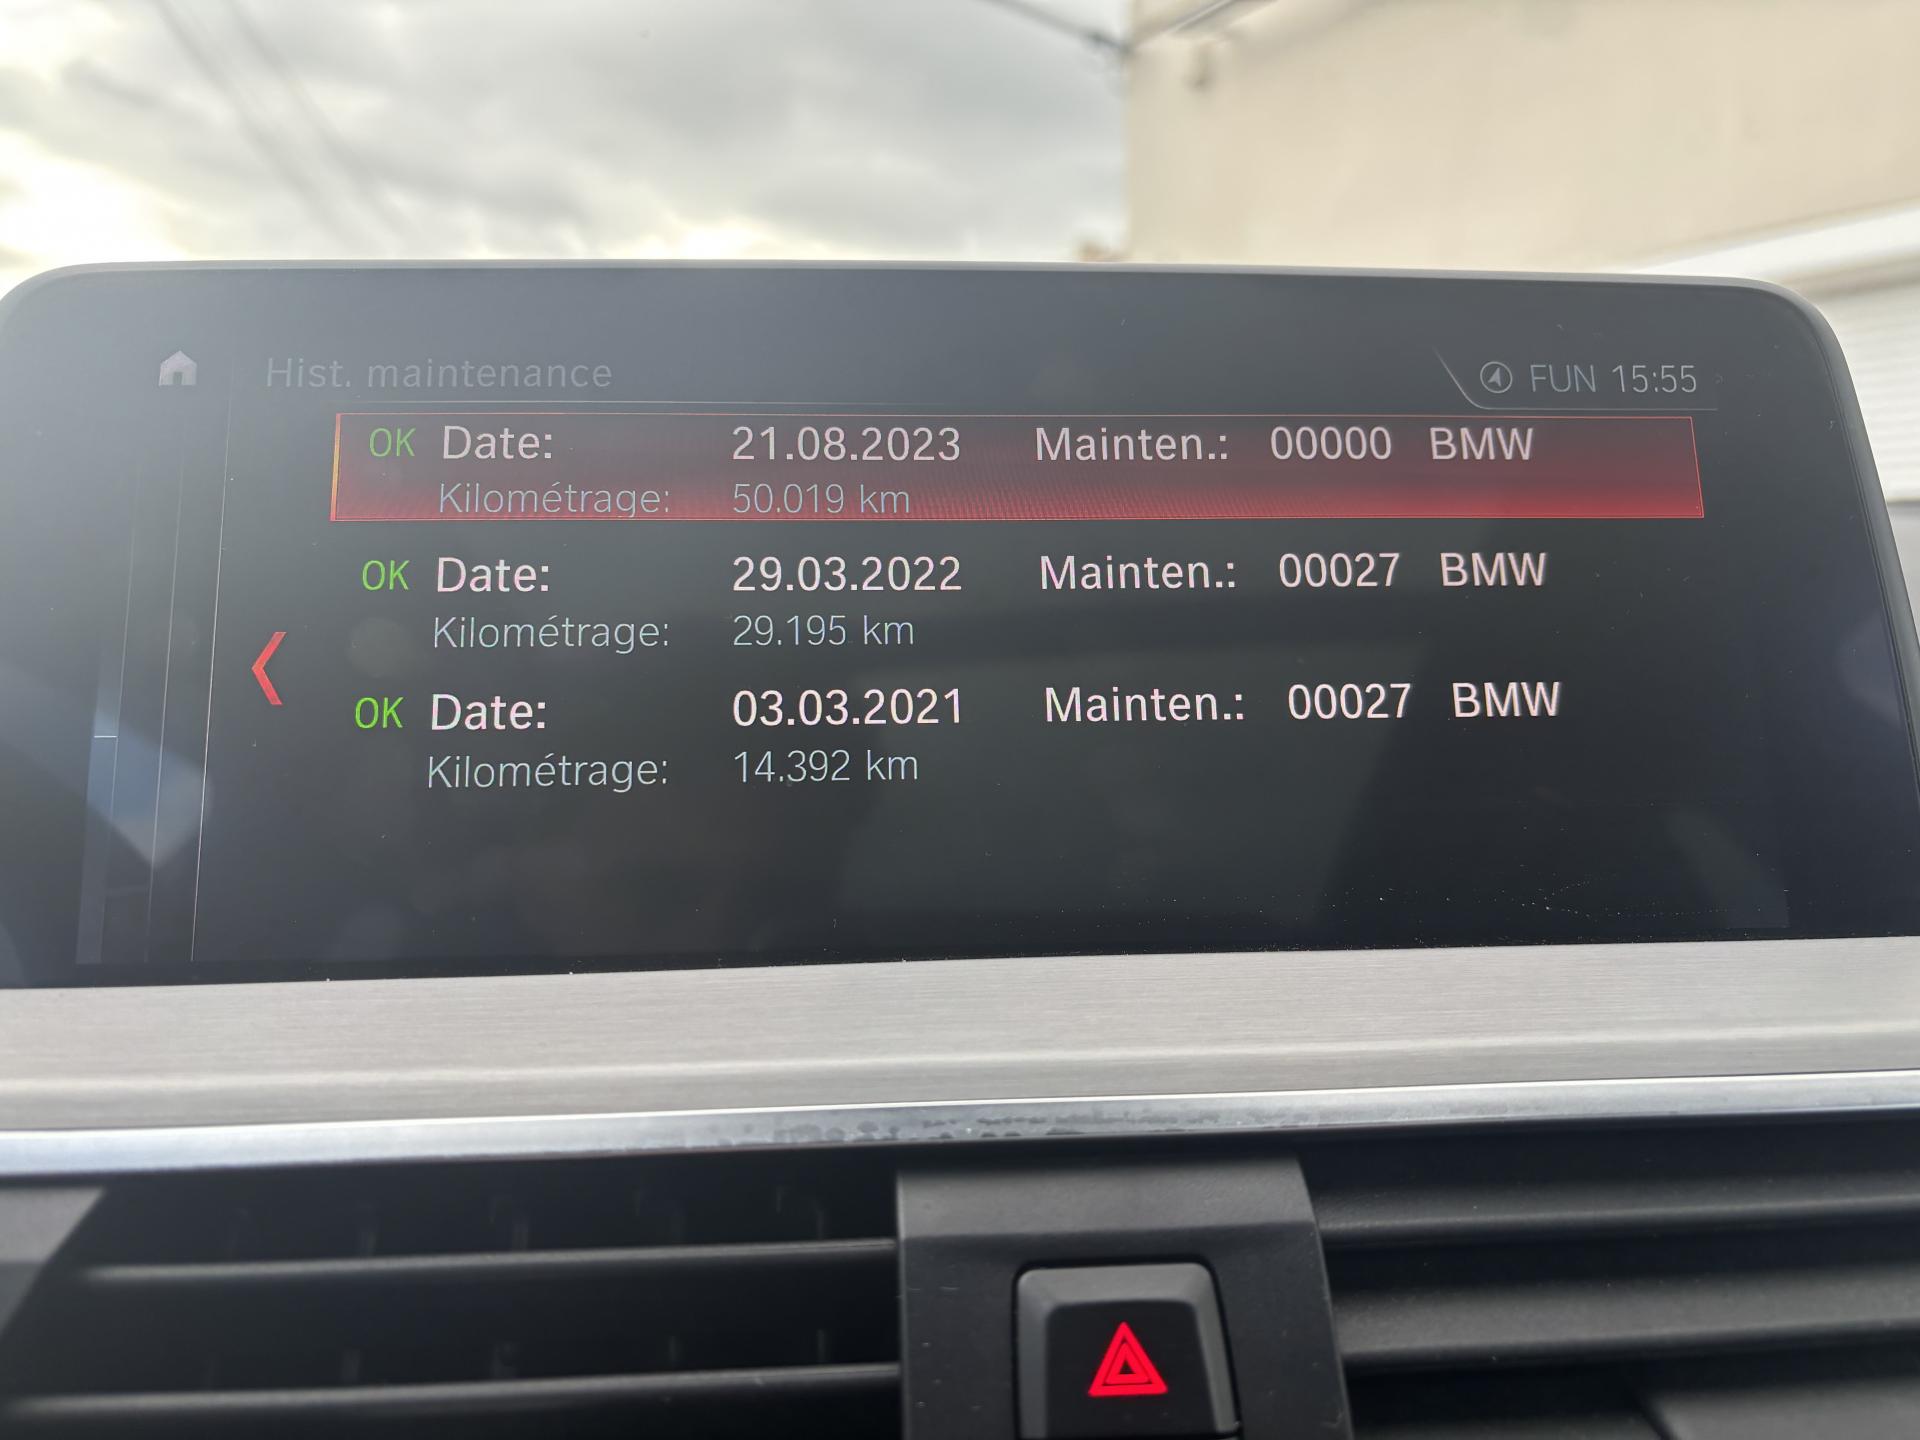 Hist. maintenance
FUN 15:55
OK Date: 21.08.2023 Mainten.: 00000 BMW
Kilométrage: 50.019 km
OK Date: 29.03.2022 Mainten.: 00027 BMW
Kilométrage: 29.195 km
OK Date: 03.03.2021 Mainten.: 00027 BMW
Kilométrage: 14.392 km